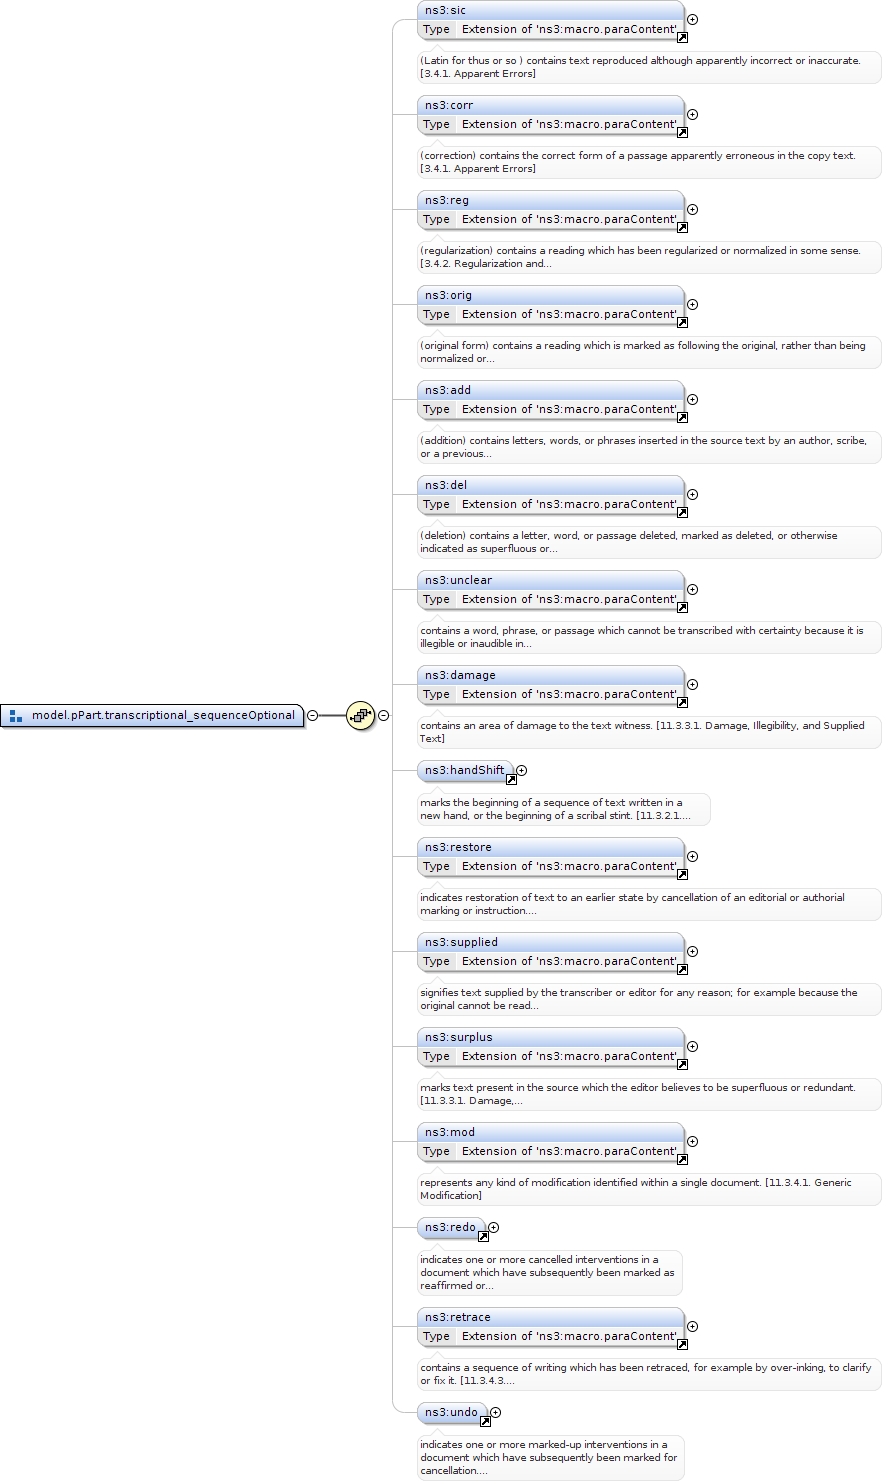 ns3:sic
Type Extension of 'ns3:macro.paraContent'
(Latin for thus or so ) contains text reproduced although apparently incorrect or inaccurate.
[3.4.1. Apparent Errors]
ns3:corr
Type Extension of 'ns3:macro.paraContent'
(correction) contains the correct form of a passage apparently erroneous in the copy text.
[3.4.1. Apparent Errors]
ns3:reg
Type Extension of 'ns3:macro.paraContent'
(regularization) contains a reading which has been regularized or normalized in some sense.
[3.4.2. Regularization and...
ns3:orig
Type Extension of 'ns3:macro.paraContent'
(original form) contains a reading which is marked as following the original, rather than being
normalized or...
ns3:add
Type Extension of 'ns3:macro.paraContent'
(addition) contains letters, words, or phrases inserted in the source text by an author, scribe,
or a previous...
ns3:del
Type Extension of 'ns3:macro.paraContent'
(deletion) contains a letter, word, or passage deleted, marked as deleted, or otherwise
indicated as superfluous or...
ns3:unclear
Type Extension of 'ns3:macro.paraContent'
contains a word, phrase, or passage which cannot be transcribed with certainty because it is
illegible or inaudible in...
ns3:damage
Type Extension of 'ns3:macro.paraContent'
model.pPart.transcriptional_sequenceOptional
contains an area of damage to the text witness. [11.3.3.1. Damage, Illegibility, and Supplied
Text]
ns3:handShift
marks the beginning of a sequence of text written in a
new hand, or the beginning of a scribal stint. [11.3.2.1....
ns3:restore
Type Extension of 'ns3:macro.paraContent'
indicates restoration of text to an earlier state by cancellation of an editorial or authorial
marking or instruction....
ns3:supplied
Type Extension of 'ns3:macro.paraContent'
signifies text supplied by the transcriber or editor for any reason; for example because the
original cannot be read...
ns3:surplus
Type Extension of 'ns3:macro.paraContent'
marks text present in the source which the editor believes to be superfluous or redundant.
[11.3.3.1. Damage,...
ns3:mod
Type Extension of 'ns3:macro.paraContent'
represents any kind of modification identified within a single document. [11.3.4.1. Generic
Modification]
ns3:redo
indicates one or more cancelled interventions in a
document which have subsequently been marked as
reaffirmed or...
ns3:retrace
Type Extension of 'ns3:macro.paraContent'
contains a sequence of writing which has been retraced, for example by over-inking, to clarify
or fix it. [11.3.4.3....
ns3:undo
indicates one or more marked-up interventions in a
document which have subsequently been marked for
cancellation....